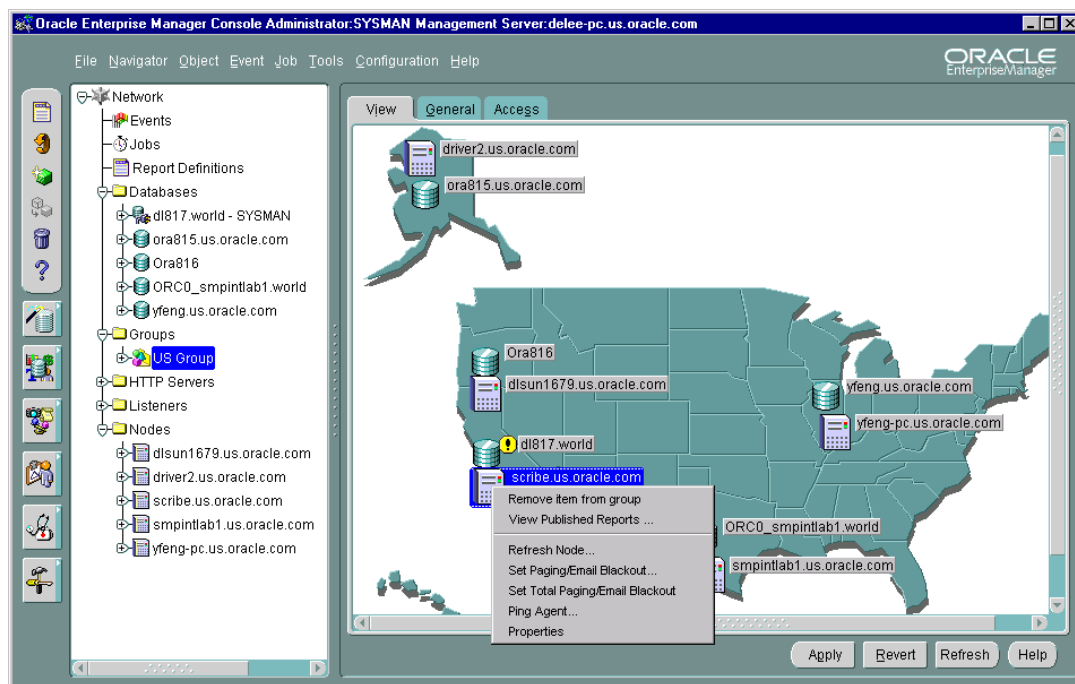 Oracle Enterprise Manager Console Administrator:SYSMAN Management Server:delee-pc.us.oracle.com
File Navigator Object Event Job Tools Configuration Help
ORACLE
EnterpriseManager
Network
Events
Jobs
Report Definitions
Databases
dl817.world - SYSMAN
ora815.us.oracle.com
Ora816
ORC0_smpintlab1.world
yfeng.us.oracle.com
Groups
US Group
HTTP Servers
Listeners
Nodes
dlsun1679.us.oracle.com
driver2.us.oracle.com
scribe.us.oracle.com
smpintlab1.us.oracle.com
yfeng-pc.us.oracle.com
View General Access
driver2.us.oracle.com
ora815.us.oracle.com
Ora816
dlsun1679.us.oracle.com
yfeng.us.oracle.com
yfeng-pc.us.oracle.com
dl817.world
scribe.us.oracle.com
Remove item from group
View Published Reports ...
Refresh Node...
Set Paging/Email Blackout...
Set Total Paging/Email Blackout
Ping Agent...
Properties
ORC0_smpintlab1.world
smpintlab1.us.oracle.com
Apply Revert Refresh Help